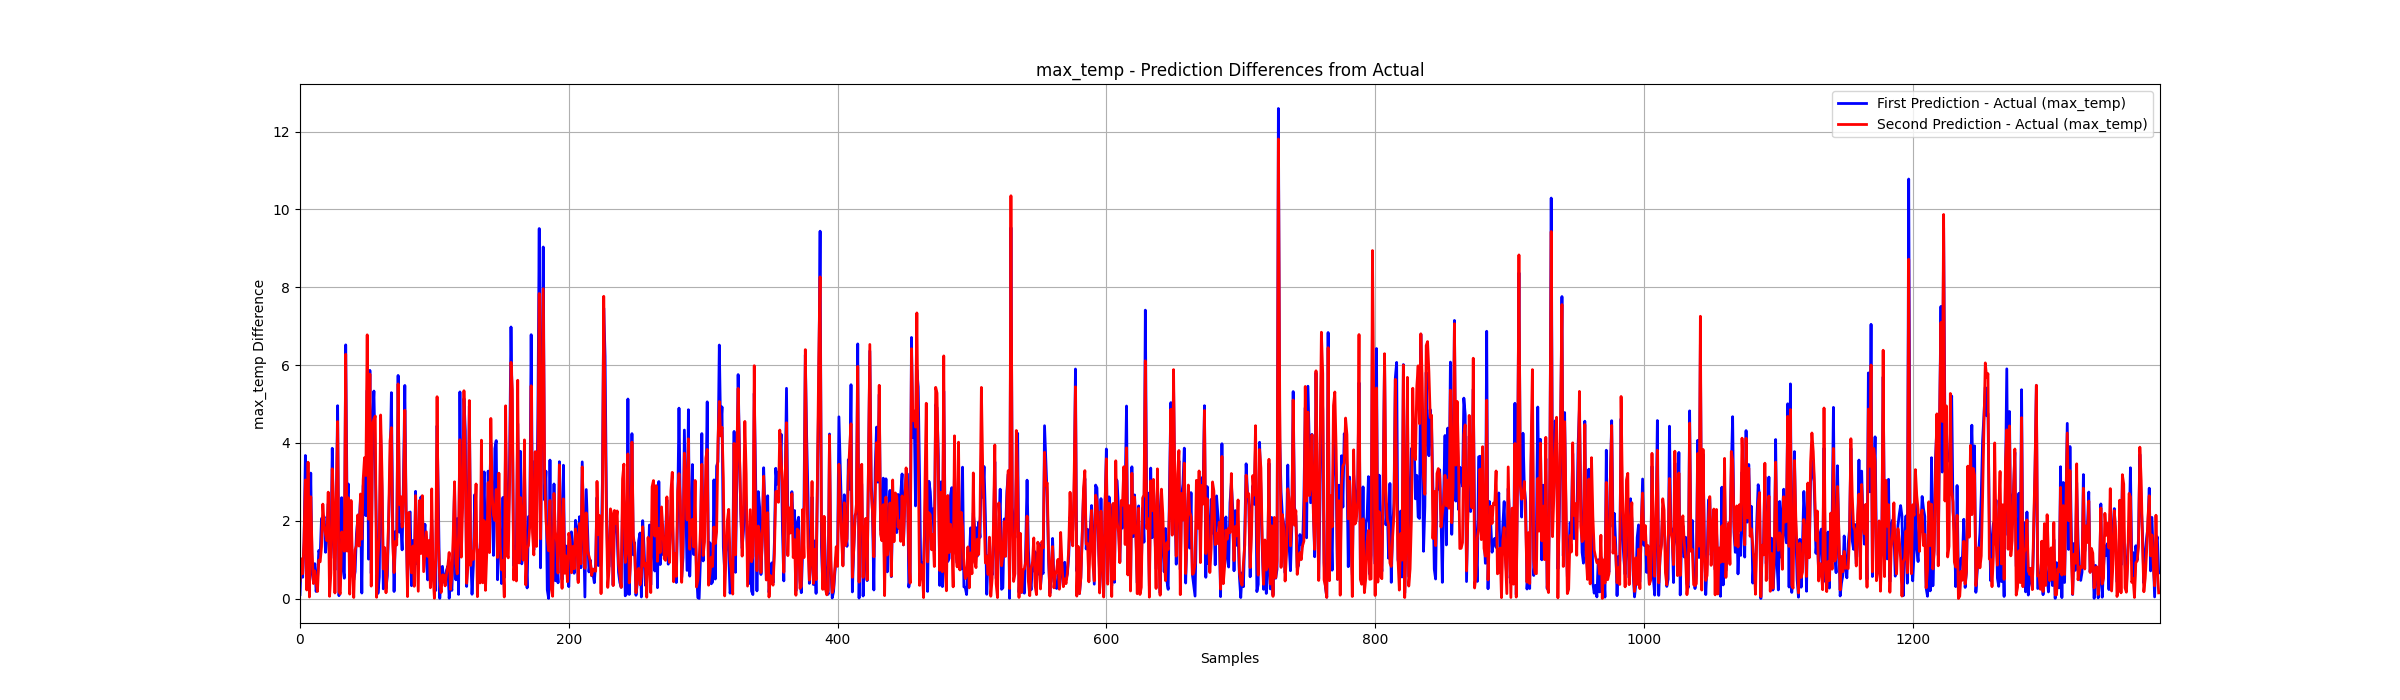 max_temp - Prediction Differences from Actual
First Prediction - Actual (max_temp)
Second Prediction - Actual (max_temp)
max_temp Difference
12
10
8
6
4
2
0
0 200 400 600 800 1000 1200
Samples